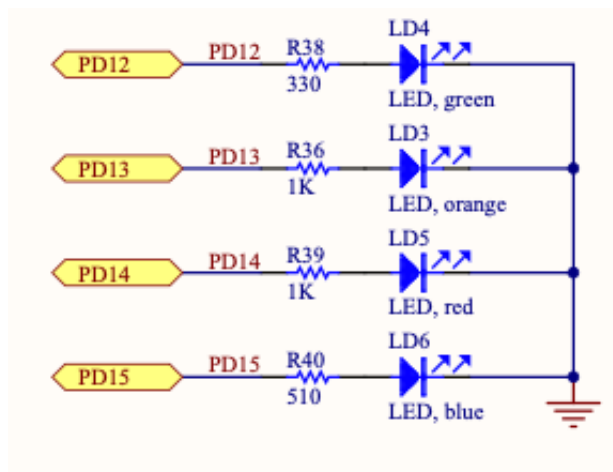 LD4
PD12 PD12 R38
330
LED, green
LD3
PD13 PD13 R36
1K
LED, orange
LD5
PD14 PD14 R39
1K
LED, red
LD6
PD15 PD15 R40
510
LED, blue